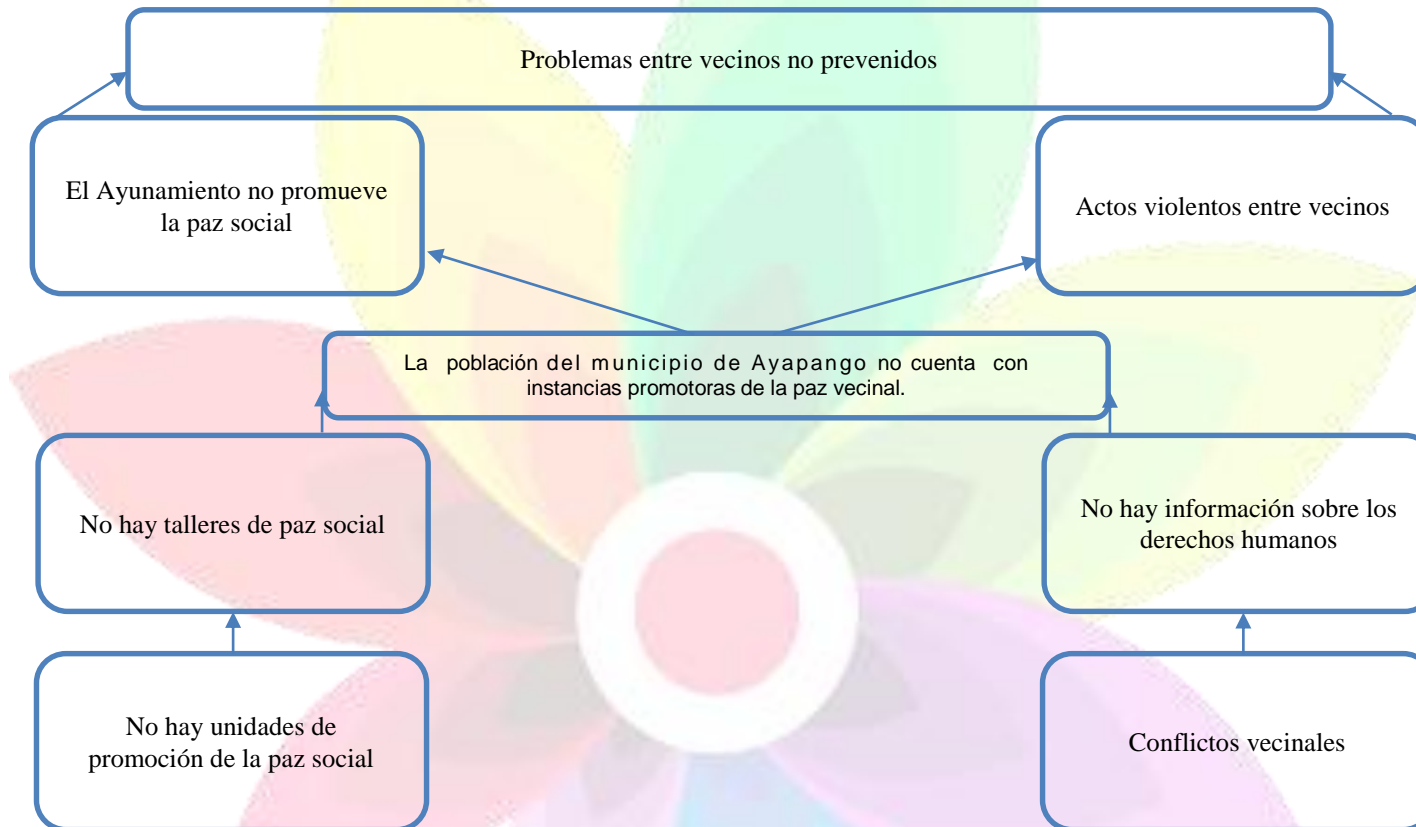 Problemas entre vecinos no prevenidos
El Ayunamiento no promueve
la paz social
Actos violentos entre vecinos
La población del municipio de Ayapango no cuenta con
instancias promotoras de la paz vecinal.
No hay talleres de paz social
No hay información sobre los
derechos humanos
No hay unidades de
promoción de la paz social
Conflictos vecinales